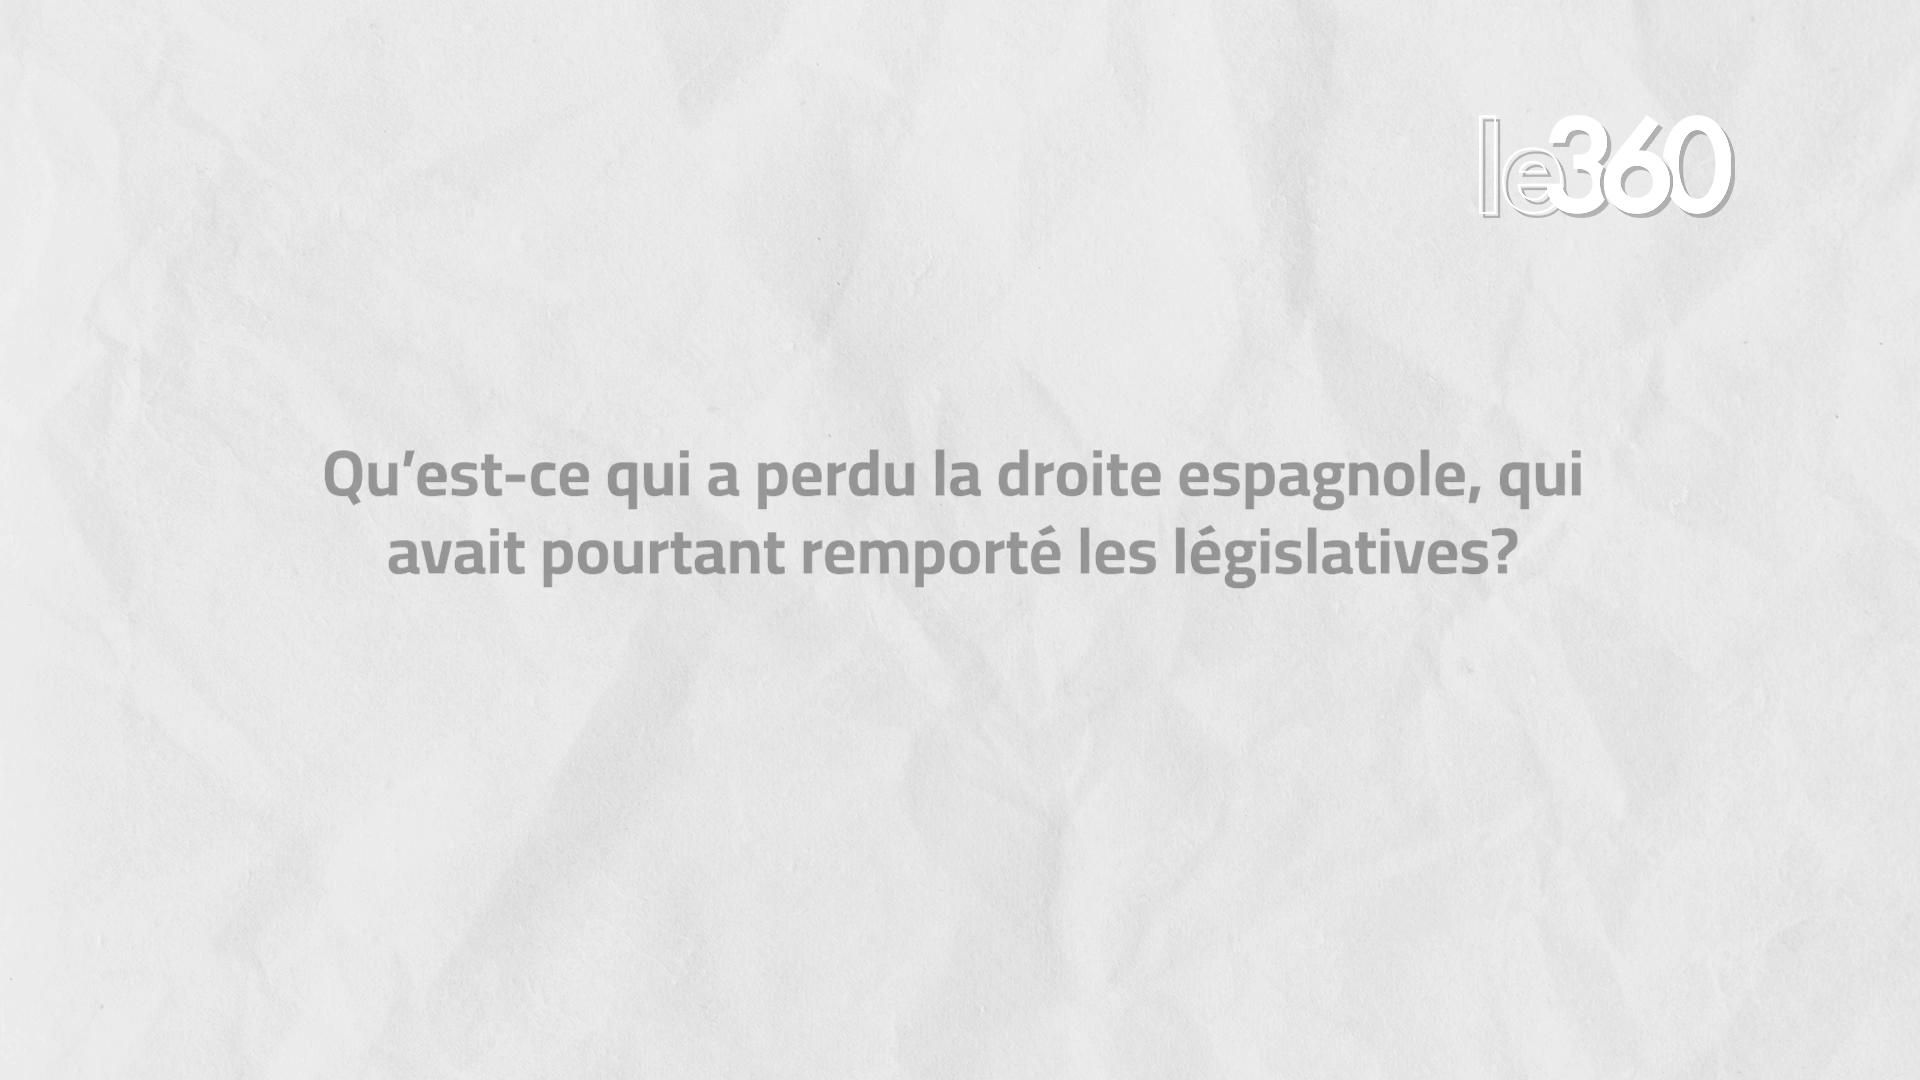 le360
Qu’est-ce qui a perdu la droite espagnole, qui
avait pourtant remporté les législatives?